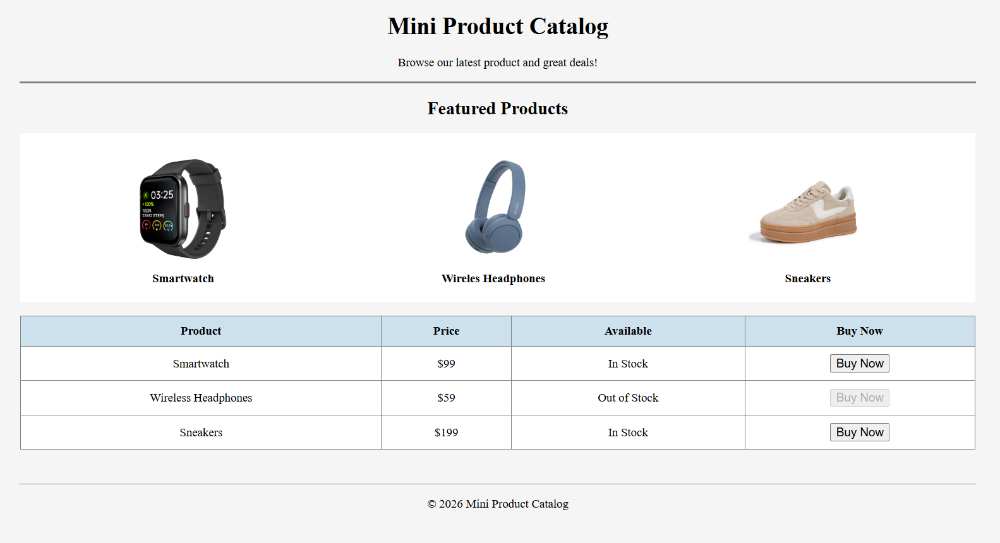 Mini Product Catalog
Browse our latest product and great deals!
Featured Products
03:25
+100%
12/25
25682 STEPS
SONY
Smartwatch
Wireles Headphones
Sneakers
Product Price Available Buy Now
Smartwatch $99 In Stock Buy Now
Wireless Headphones $59 Out of Stock Buy Now
Sneakers $199 In Stock Buy Now
© 2026 Mini Product Catalog